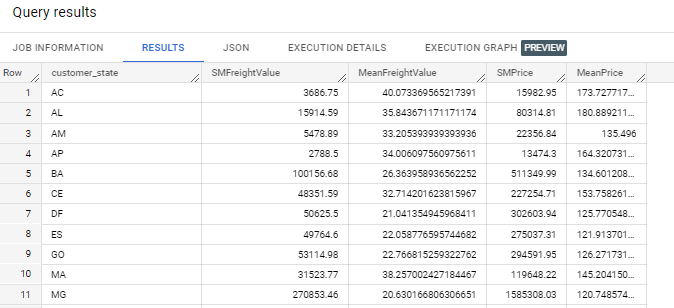 Query results
JOB INFORMATION RESULTS JSON EXECUTION DETAILS EXECUTION GRAPH PREVIEW
Row customer_state SMFreightValue MeanFreightValue SMPrice MeanPrice
1 AC 3686.75 40.073369565217391 15982.95 173.727717...
2 AL 15914.59 35.843671171171174 80314.81 180.889211...
3 AM 5478.89 33.205393939393936 22356.84 135.496
4 AP 2788.5 34.006097560975611 13474.3 164.320731...
5 BA 100156.68 26.363958936562252 511349.99 134.601208...
6 CE 48351.59 32.714201623815967 227254.71 153.758261...
7 DF 50625.5 21.041354945968411 302603.94 125.770548...
8 ES 49764.6 22.058776595744682 275037.31 121.913701...
9 GO 53114.98 22.766815259322762 294591.95 126.271731...
10 MA 31523.77 38.257002427184467 119648.22 145.204150...
11 MG 270853.46 20.630166806306651 1585308.03 120.748574...